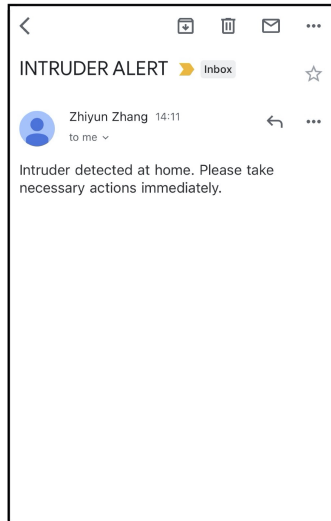 INTRUDER ALERT Inbox
Zhiyun Zhang 14:11
to me
Intruder detected at home. Please take
necessary actions immediately.